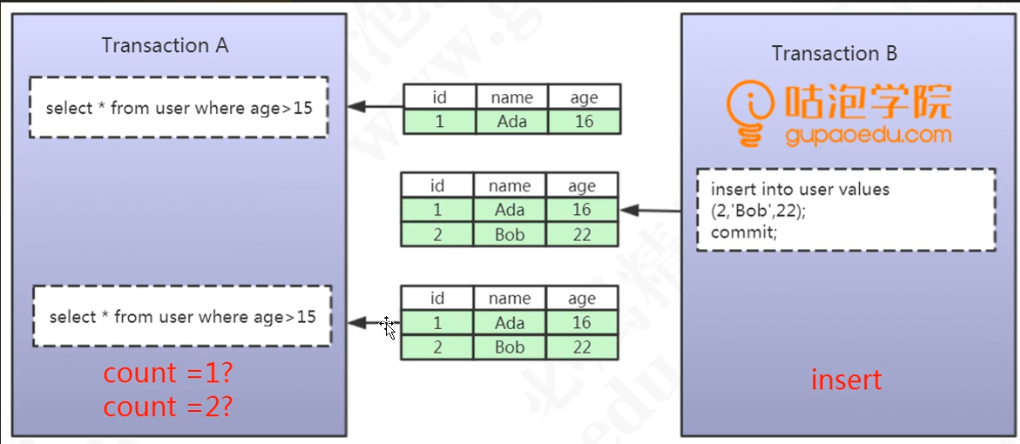 Transaction A
select * from user where age>15
id name age
1 Ada 16
id name age
1 Ada 16
2 Bob 22
id name age
1 Ada 16
2 Bob 22
select * from user where age>15
count =1?
count =2?
Transaction B
咕泡学院
gupaoedu.com
insert into user values
(2,'Bob',22);
commit;
insert